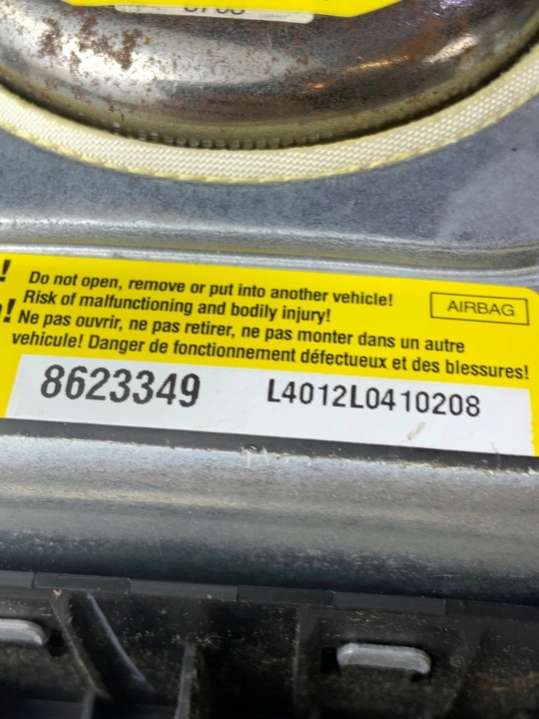 Do not open, remove or put into another vehicle!
Risk of malfunctioning and bodily injury!
AIRBAG
Ne pas ouvrir, ne pas retirer, ne pas monter dans un autre
vehicule! Danger de fonctionnement défectueux et des blessures!
8623349 L4012L0410208